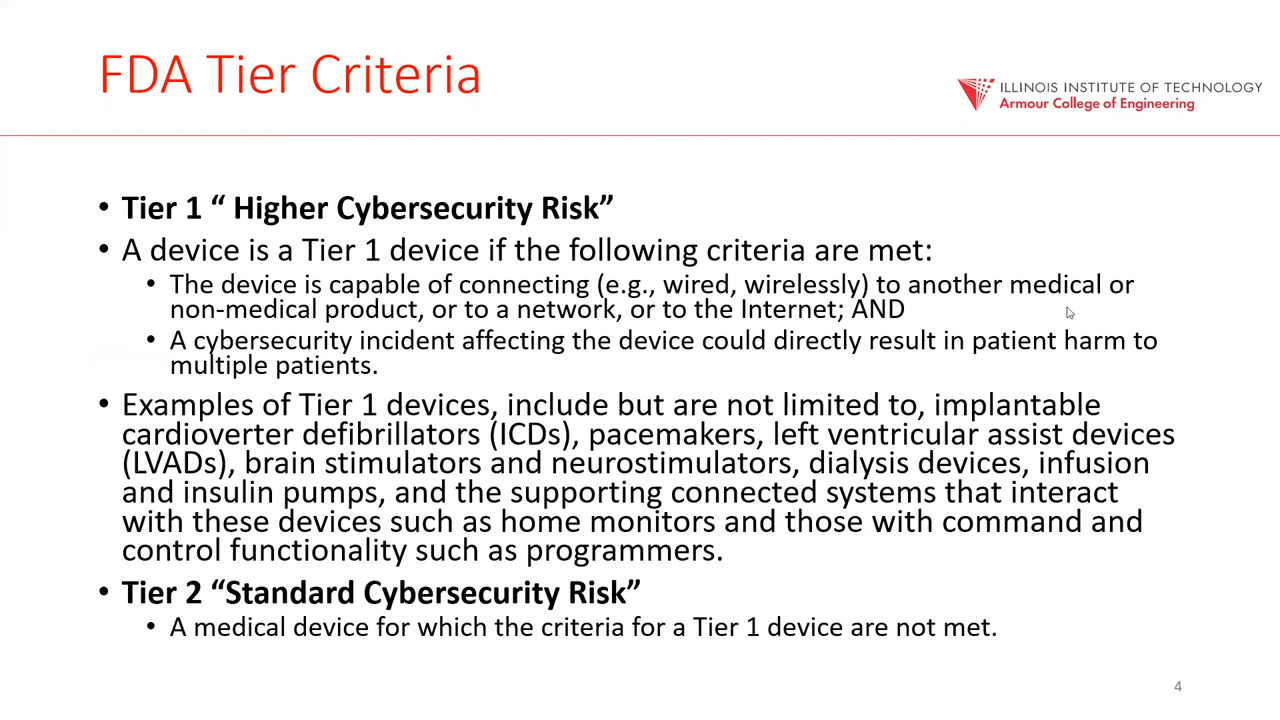 FDA Tier Criteria
ILLINOIS INSTITUTE OF TECHNOLOGY
Armour College of Engineering
• Tier 1 “ Higher Cybersecurity Risk”
• A device is a Tier 1 device if the following criteria are met:
• The device is capable of connecting (e.g., wired, wirelessly) to another medical or
non-medical product, or to a network, or to the Internet; AND
• A cybersecurity incident affecting the device could directly result in patient harm to
multiple patients.
• Examples of Tier 1 devices, include but are not limited to, implantable
cardioverter defibrillators (ICDs), pacemakers, left ventricular assist devices
(LVADs), brain stimulators and neurostimulators, dialysis devices, infusion
and insulin pumps, and the supporting connected systems that interact
with these devices such as home monitors and those with command and
control functionality such as programmers.
• Tier 2 “Standard Cybersecurity Risk”
• A medical device for which the criteria for a Tier 1 device are not met.
4